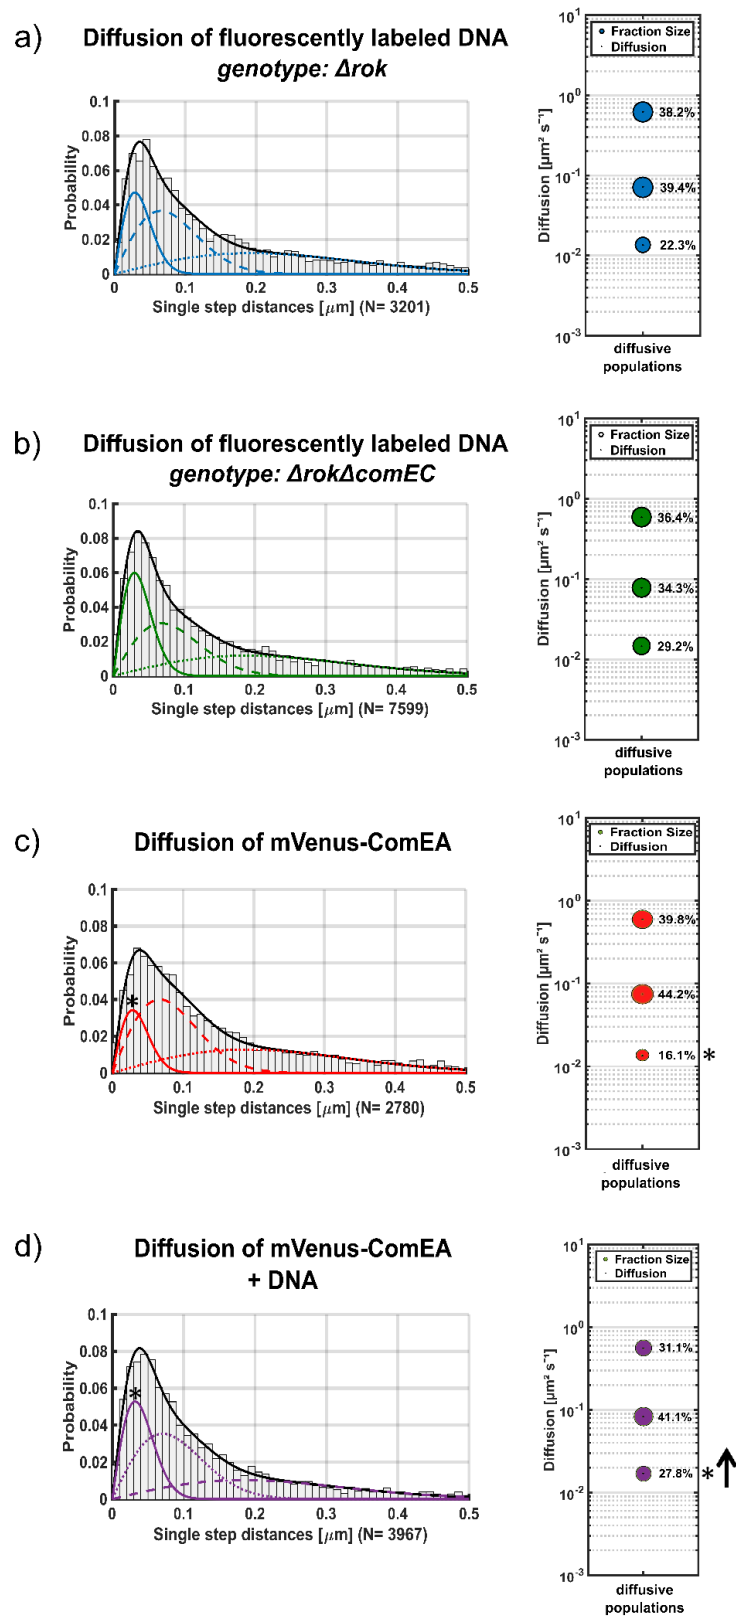 a)
Diffusion of fluorescently labeled DNA
genotype: Δrok
0.1
0.08
0.06
0.04
0.02
0
Probability
0 0.1 0.2 0.3 0.4 0.5
Single step distances [μm] (N= 3201)
Fraction Size
Diffusion
10¹
10⁰
10⁻¹
10⁻²
10⁻³
Diffusion [μm² s⁻¹]
38.2%
39.4%
22.3%
diffusive
populations
b)
Diffusion of fluorescently labeled DNA
genotype: ΔrokΔcomEC
0.1
0.08
0.06
0.04
0.02
0
Probability
0 0.1 0.2 0.3 0.4 0.5
Single step distances [μm] (N= 7599)
Fraction Size
Diffusion
10¹
10⁰
10⁻¹
10⁻²
10⁻³
Diffusion [μm² s⁻¹]
36.4%
34.3%
29.2%
diffusive
populations
c)
Diffusion of mVenus-ComEA
0.1
0.08
0.06
0.04
0.02
0
Probability
*
0 0.1 0.2 0.3 0.4 0.5
Single step distances [μm] (N= 2780)
Fraction Size
Diffusion
10¹
10⁰
10⁻¹
10⁻²
10⁻³
Diffusion [μm² s⁻¹]
39.8%
44.2%
16.1% *
diffusive
populations
d)
Diffusion of mVenus-ComEA
+ DNA
0.1
0.08
0.06
0.04
0.02
0
Probability
*
0 0.1 0.2 0.3 0.4 0.5
Single step distances [μm] (N= 3967)
Fraction Size
Diffusion
10¹
10⁰
10⁻¹
10⁻²
10⁻³
Diffusion [μm² s⁻¹]
31.1%
41.1%
27.8% *
diffusive
populations